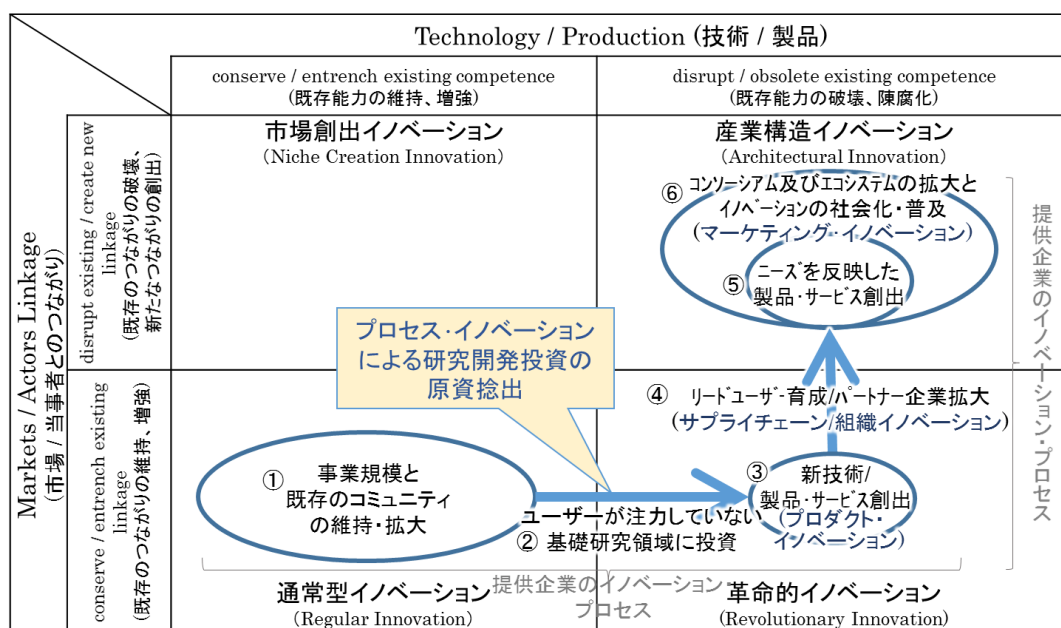 Technology / Production (技術 / 製品)
conserve / entrench existing competence
(既存能力の維持、増強)
disrupt / obsolete existing competence
(既存能力の破壊、陳腐化)
Markets / Actors Linkage
(市場 / 当事者とのつながり)
disrupt existing / create new
linkage
(既存のつながりの破壊、
新たなつながりの創出)
市場創出イノベーション
(Niche Creation Innovation)
産業構造イノベーション
(Architectural Innovation)
⑥ コンソーシアム及びエコシステムの拡大と
イノベーションの社会化・普及
(マーケティング・イノベーション)
⑤ ニーズを反映した
製品・サービス創出
提供企業のイノベーション・プロセス
プロセス・イノベーション
による研究開発投資の
原資捻出
conserve / entrench existing
linkage
(既存のつながりの維持、増強)
④ リードユーザー育成/パートナー企業拡大
(サプライチェーン/組織イノベーション)
① 事業規模と
既存のコミュニティ
の維持・拡大
③ 新技術/
製品・サービス創出
(プロダクト・
イノベーション)
ユーザーが注力していない
② 基礎研究領域に投資
提供企業のイノベーション・
プロセス
通常型イノベーション
(Regular Innovation)
革命的イノベーション
(Revolutionary Innovation)